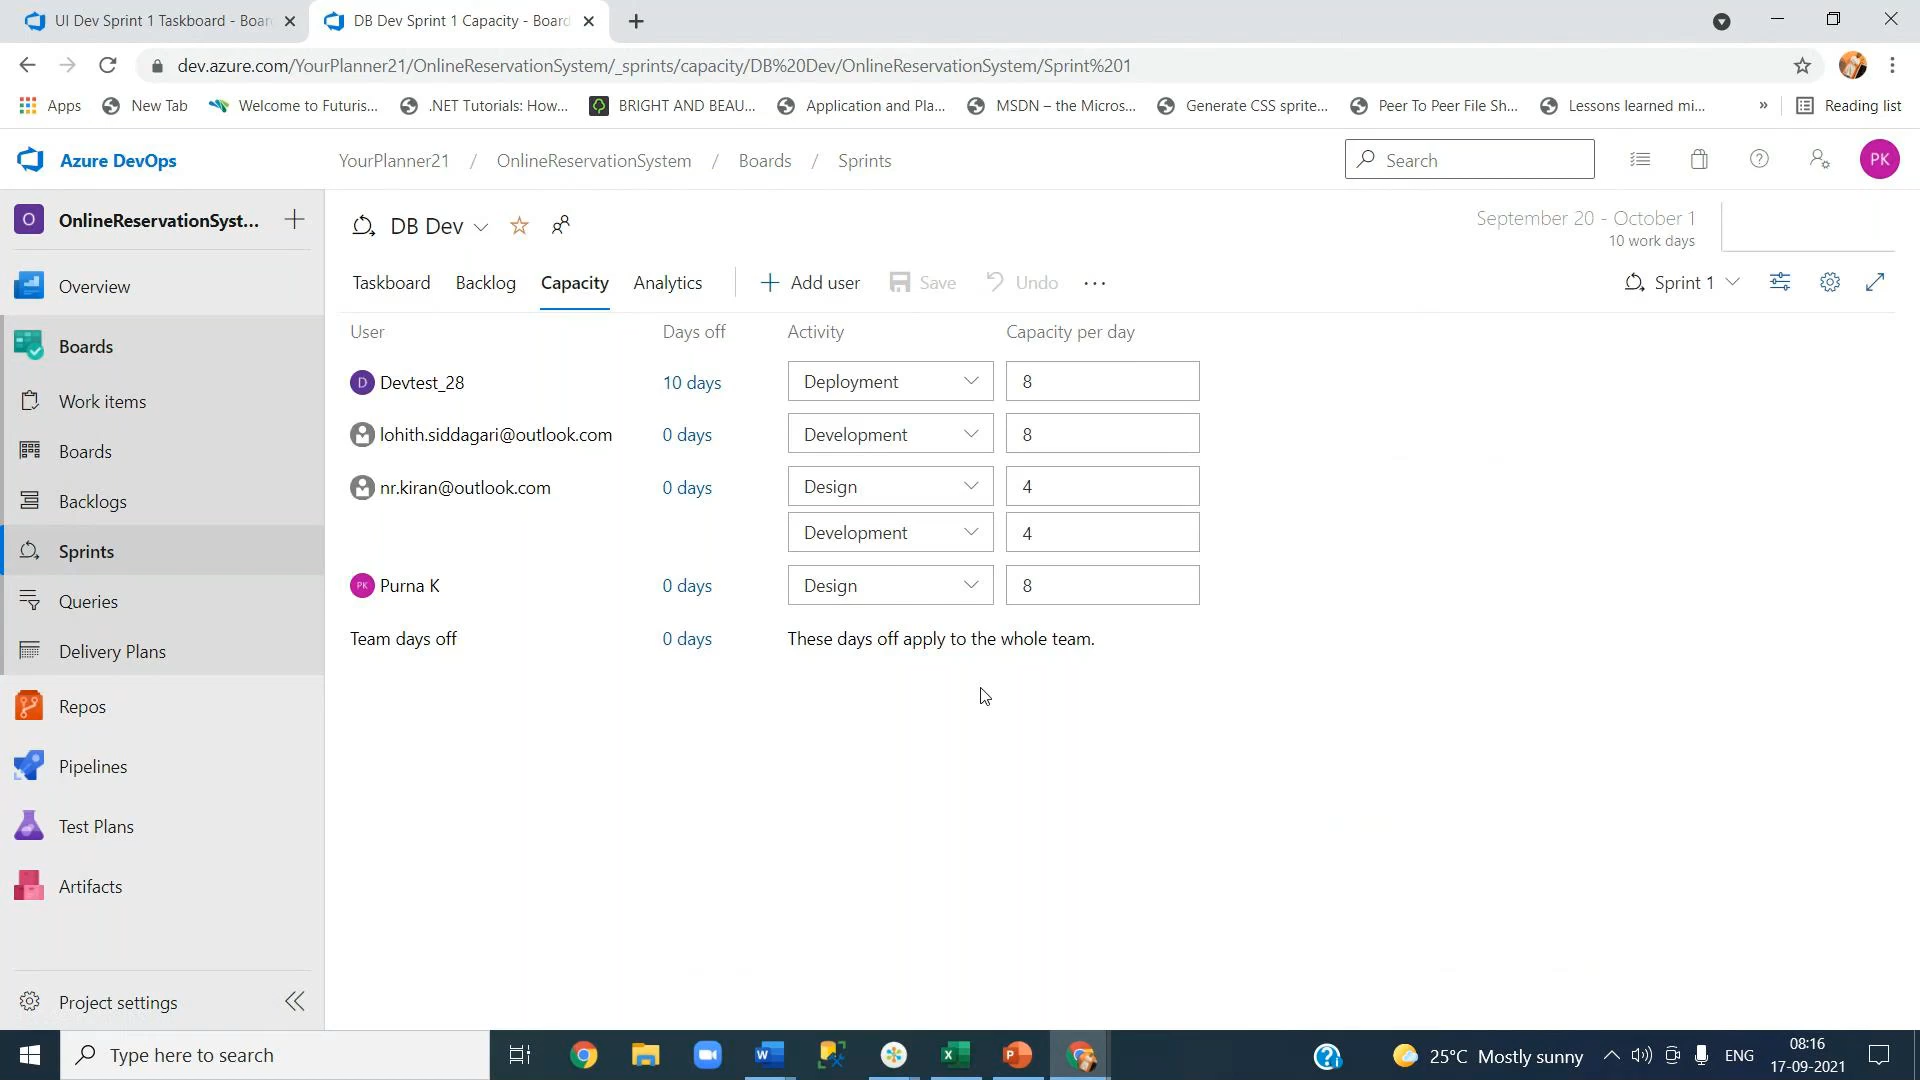 UI Dev Sprint 1 Taskboard - Boar
DB Dev Sprint 1 Capacity - Board
dev.azure.com/YourPlanner21/OnlineReservationSystem/_sprints/capacity/DB%20Dev/OnlineReservationSystem/Sprint%201
Apps New Tab Welcome to Futuris... .NET Tutorials: How... BRIGHT AND BEAU... Application and Pla... MSDN – the Micros... Generate CSS sprite... Peer To Peer File Sh... Lessons learned mi... » Reading list
Azure DevOps YourPlanner21 / OnlineReservationSystem / Boards / Sprints Search PK
O OnlineReservationSyst...
Overview
Boards
Work items
Boards
Backlogs
Sprints
Queries
Delivery Plans
Repos
Pipelines
Test Plans
Artifacts
Project settings
DB Dev
September 20 - October 1
10 work days
Taskboard Backlog Capacity Analytics Add user Save Undo ... Sprint 1
User Days off Activity Capacity per day
D Devtest_28 10 days Deployment 8
lohith.siddagari@outlook.com 0 days Development 8
nr.kiran@outlook.com 0 days Design 4
Development 4
PK Purna K 0 days Design 8
Team days off 0 days These days off apply to the whole team.
Type here to search
25°C Mostly sunny ENG
08:16
17-09-2021